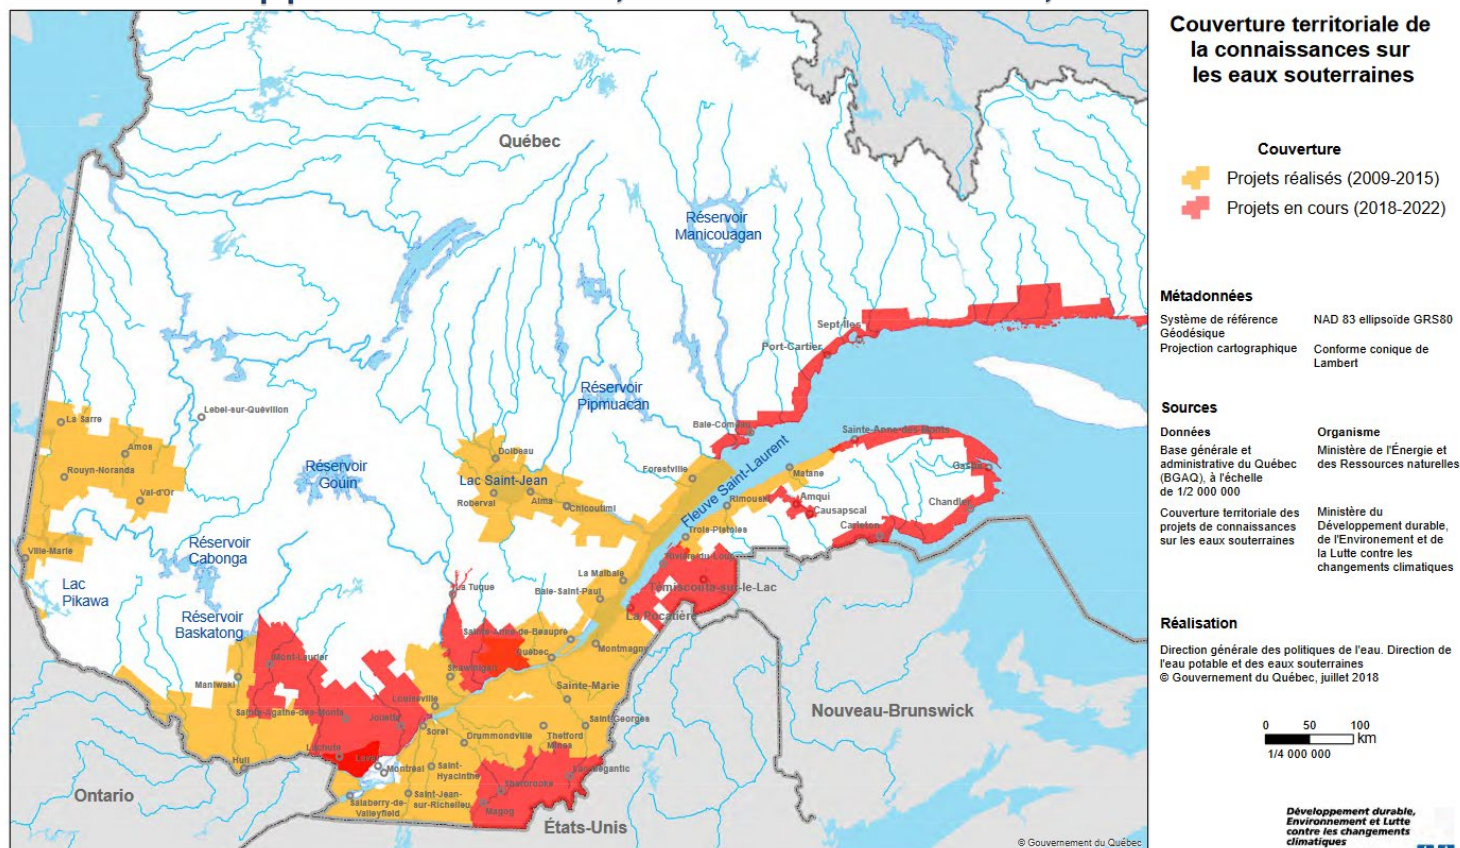 Couverture territoriale de
la connaissances sur
les eaux souterraines
Couverture
Projets réalisés (2009-2015)
Projets en cours (2018-2022)
Métadonnées
Système de référence
Géodésique
NAD 83 ellipsoïde GRS80
Projection cartographique
Conforme conique de
Lambert
Sources
Données
Organisme
Base générale et
administrative du Québec
(BGAQ), à l'échelle
de 1/2 000 000
Ministère de l'Énergie et
des Ressources naturelles
Couverture territoriale des
projets de connaissances
sur les eaux souterraines
Ministère du
Développement durable,
de l'Environement et de
la Lutte contre les
changements climatiques
Réalisation
Direction générale des politiques de l'eau. Direction de
l'eau potable et des eaux souterraines
© Gouvernement du Québec, juillet 2018
0 50 100
km
1/4 000 000
Développement durable,
Environnement et Lutte
contre les changements
climatiques
Québec
Réservoir
Manicouagan
Sept-Îles
Port-Cartier
Réservoir
Pipmuacan
Baie-Comeau
Sainte-Anne-des-Monts
Lebel-sur-Quévillon
La Sarre
Amos
Rouyn-Noranda
Val-d'Or
Réservoir
Gouin
Dolbeau
Lac Saint-Jean
Roberval
Alma
Chicoutimi
Forestville
Fleuve Saint-Laurent
Matane
Rimouski
Amqui
Causapscal
Gaspé
Chandler
Carleton
Trois-Pistoles
Rivière-du-Loup
Ville-Marie
Réservoir
Cabonga
Lac
Pikawa
Réservoir
Baskatong
La Tuque
La Malbaie
Baie-Saint-Paul
Témiscouata-sur-le-Lac
La Pocatière
Sainte-Anne-de-Beaupré
Québec
Montmagny
Mont-Laurier
Maniwaki
Shawinigan
Louiseville
Sainte-Marie
Sainte-Agathe-des-Monts
Joliette
Sorel
Saint-Georges
Drummondville
Thetford
Mines
Lachute
Laval
Montréal
Hull
Saint-
Hyacinthe
Lac-Mégantic
Sherbrooke
Magog
Saint-Jean-
sur-Richelieu
Salaberry-de-
Valleyfield
Nouveau-Brunswick
Ontario
États-Unis
© Gouvernement du Québec